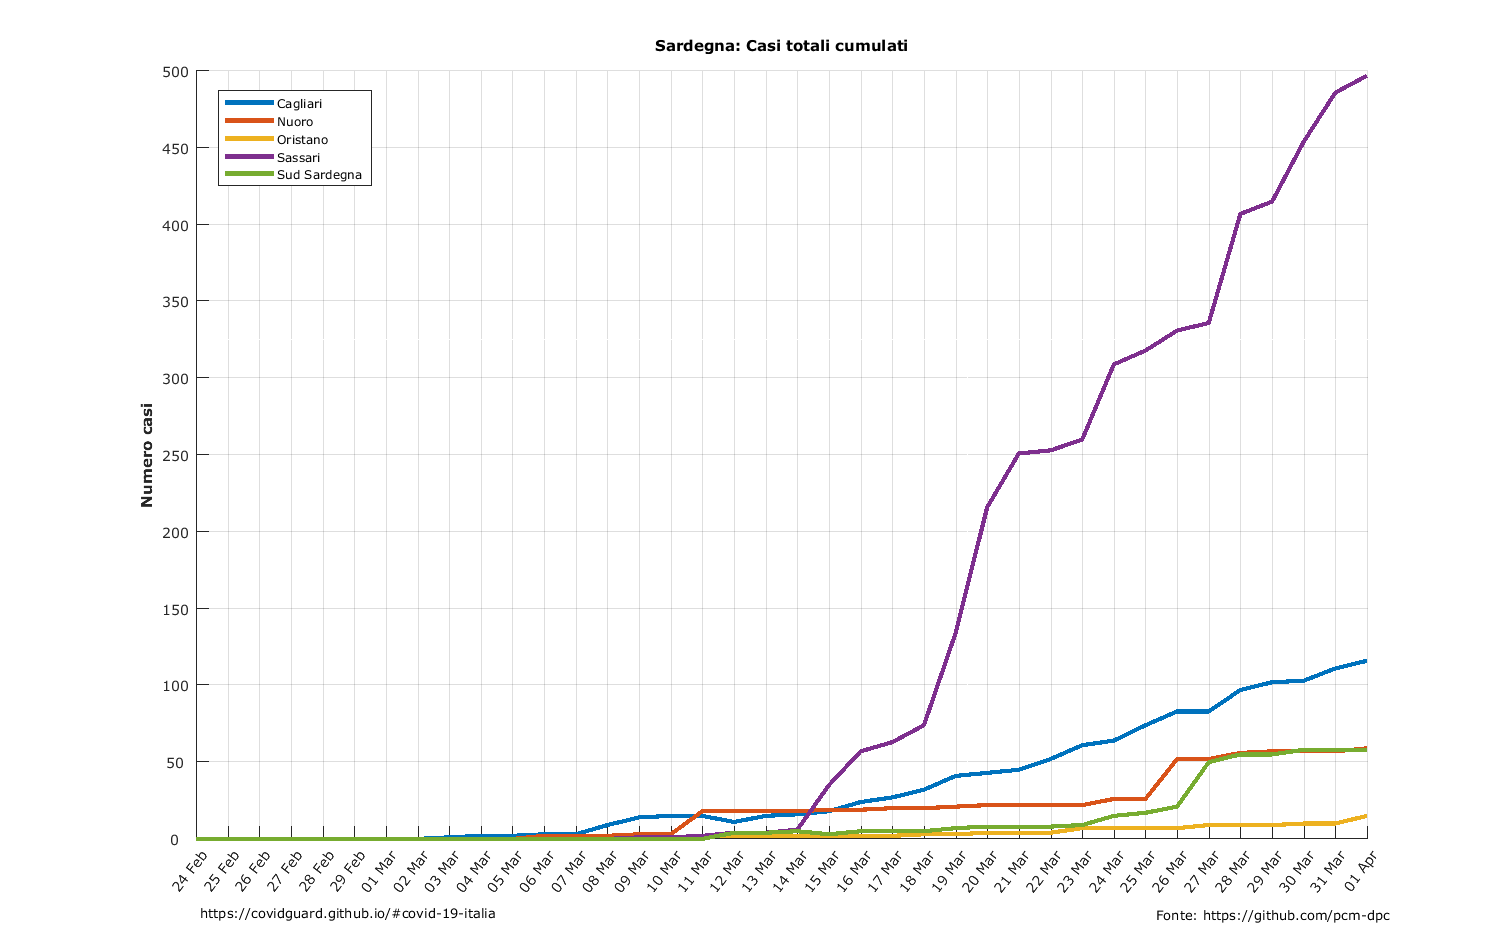 Sardegna: Casi totali cumulati
500
450
400
350
300
250
200
150
100
50
0
Numero casi
Cagliari
Nuoro
Oristano
Sassari
Sud Sardegna
24 Feb
25 Feb
26 Feb
27 Feb
28 Feb
29 Feb
01 Mar
02 Mar
03 Mar
04 Mar
05 Mar
06 Mar
07 Mar
08 Mar
09 Mar
10 Mar
11 Mar
12 Mar
13 Mar
14 Mar
15 Mar
16 Mar
17 Mar
18 Mar
19 Mar
20 Mar
21 Mar
22 Mar
23 Mar
24 Mar
25 Mar
26 Mar
27 Mar
28 Mar
29 Mar
30 Mar
31 Mar
01 Apr
https://covidguard.github.io/#covid-19-italia
Fonte: https://github.com/pcm-dpc